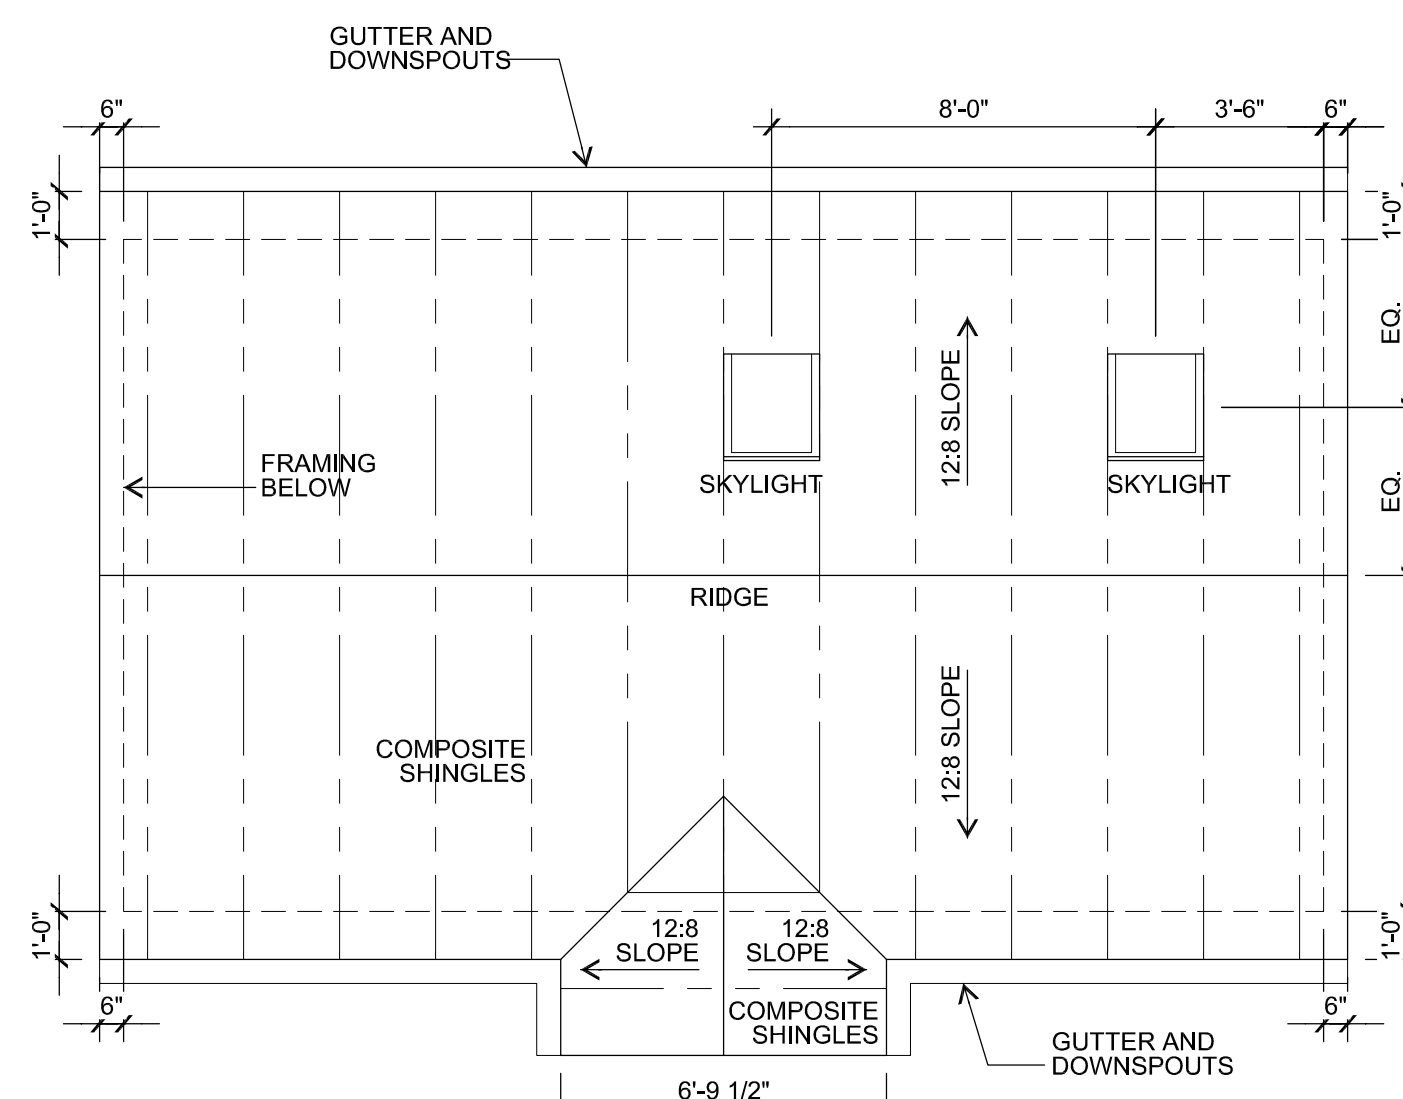 GUTTER AND
DOWNSPOUTS
6"
8'-0"
3'-6"
6"
1'-0"
1'-0"
EQ.
12:8 SLOPE
FRAMING
BELOW
SKYLIGHT
SKYLIGHT
EQ.
RIDGE
12:8 SLOPE
COMPOSITE
SHINGLES
1'-0"
12:8
SLOPE
12:8
SLOPE
1'-0"
6"
COMPOSITE
SHINGLES
6"
GUTTER AND
DOWNSPOUTS
6'-9 1/2"